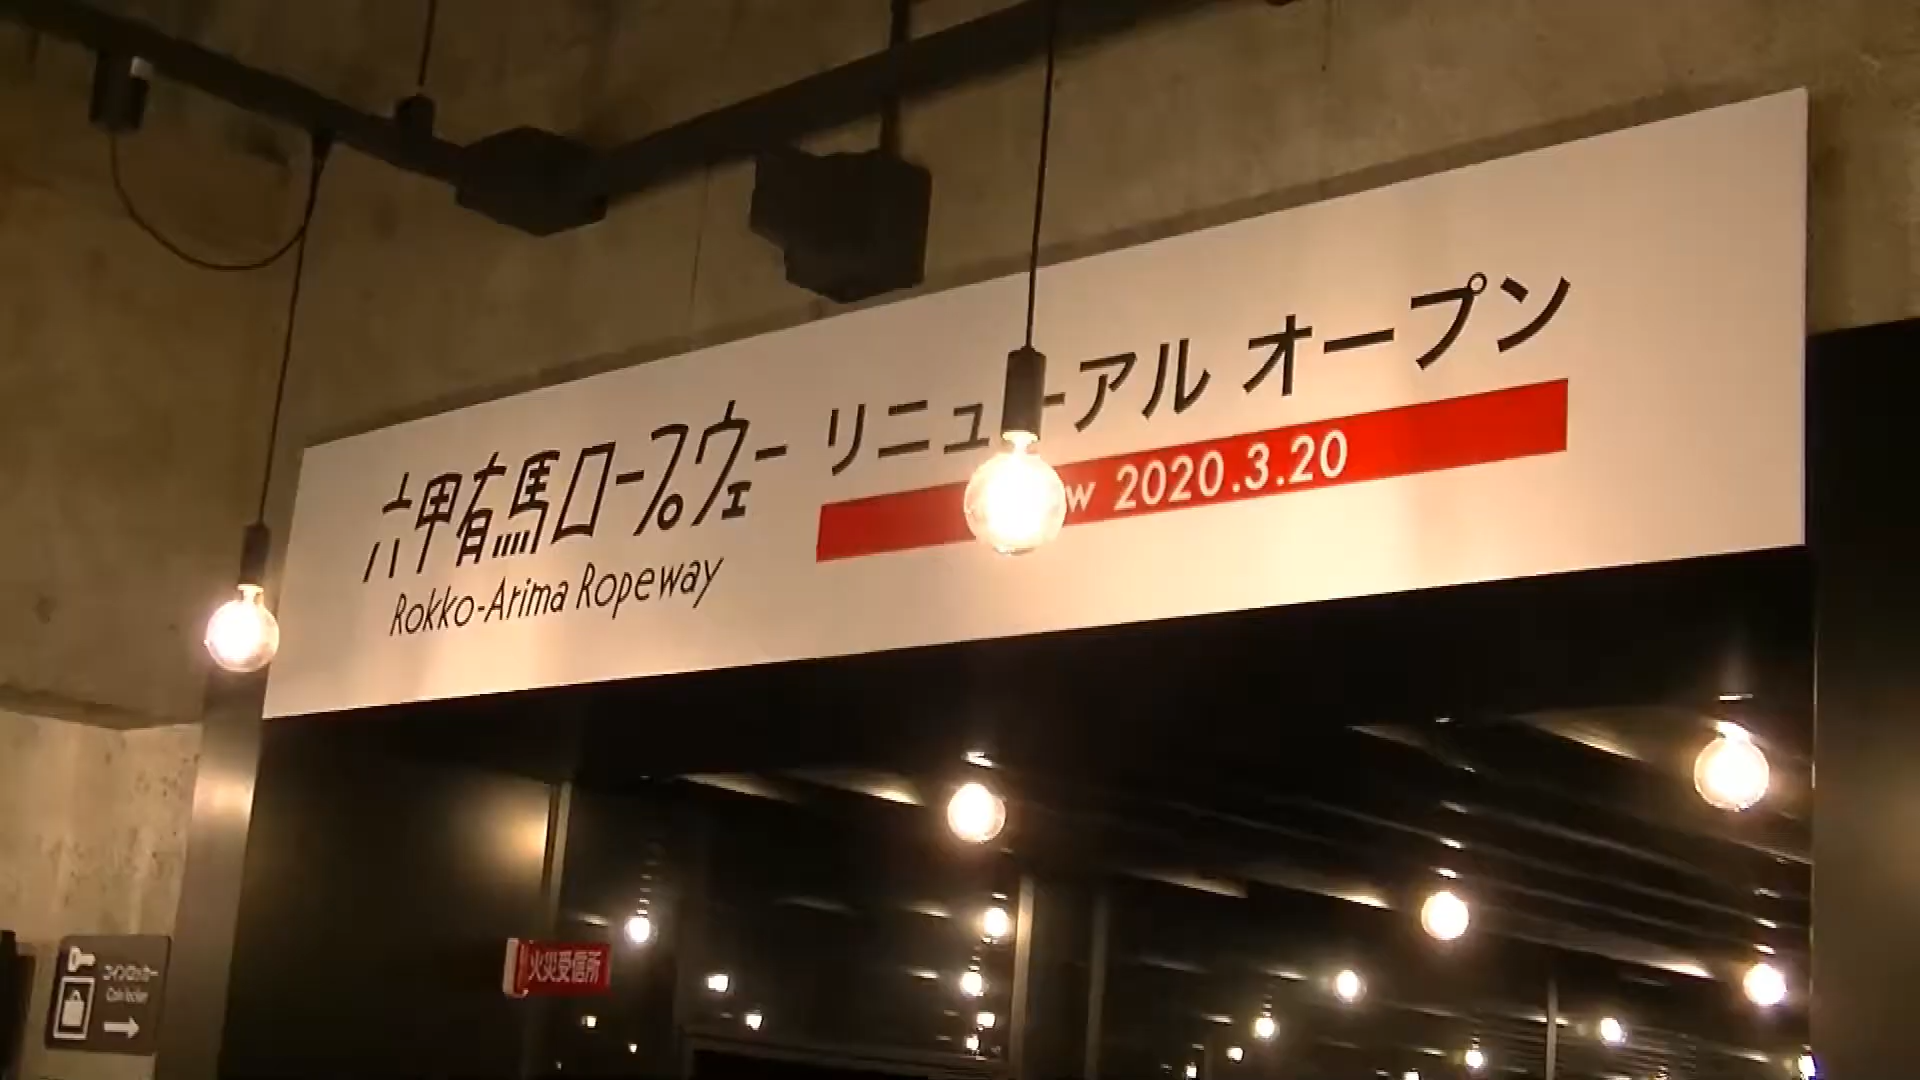 六甲有馬ロープウェー
Rokko-Arima Ropeway
リニューアル オープン
2020.3.20
火災受信所
コインロッカー
Coin locker